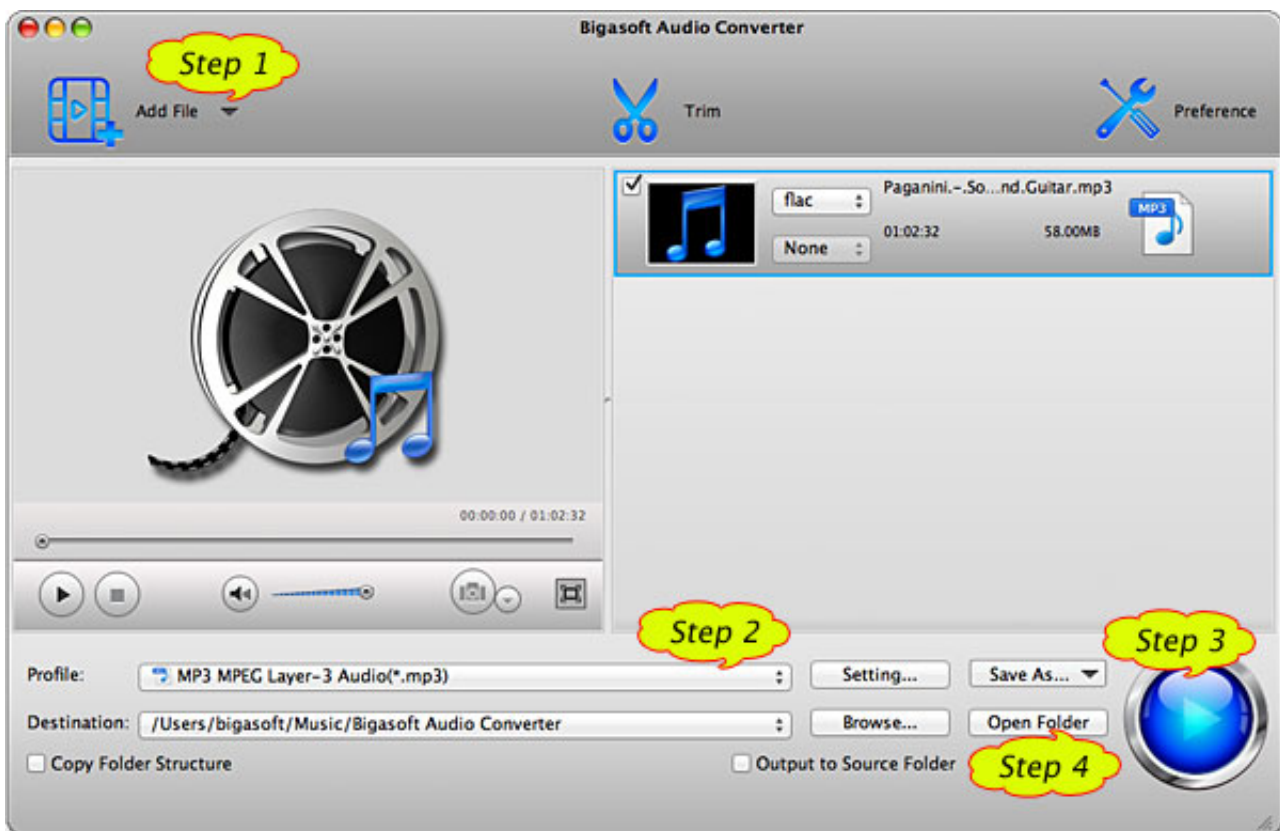 Bigasoft Audio Converter
Step 1
Add File
Trim
Preference
flac
Paganini.-.So...nd.Guitar.mp3
MP3
None
01:02:32
58.00MB
00:00:00 / 01:02:32
Step 2
Step 3
Profile:
MP3 MPEG Layer-3 Audio(*.mp3)
Setting...
Save As...
Destination:
/Users/bigasoft/Music/Bigasoft Audio Converter
Browse...
Open Folder
Copy Folder Structure
Output to Source Folder
Step 4